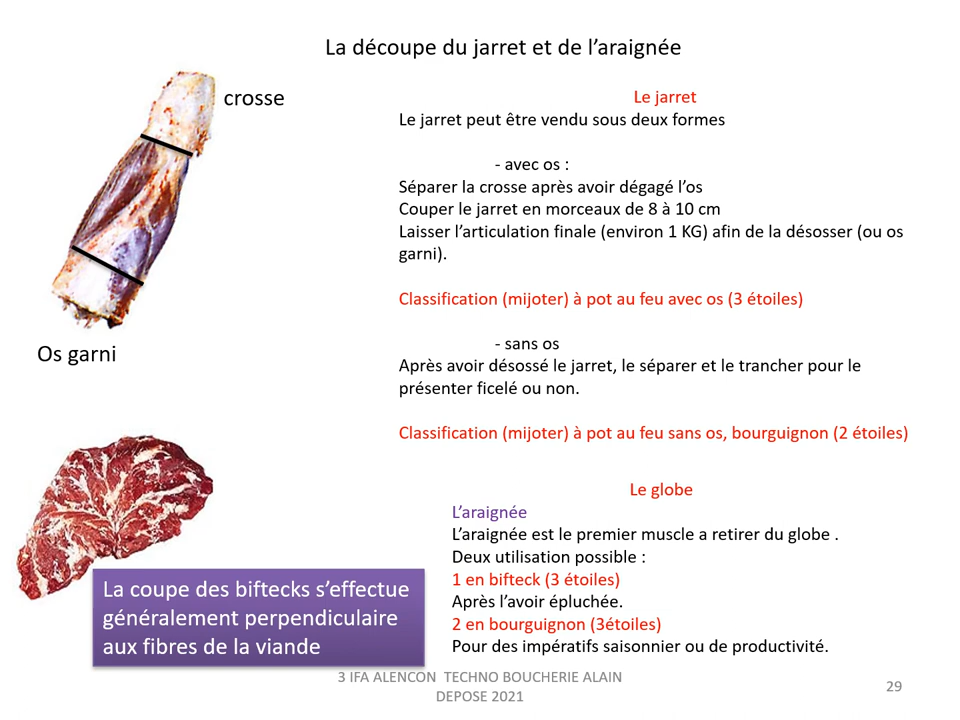 La découpe du jarret et de l’araignée
crosse
Os garni
Le jarret
Le jarret peut être vendu sous deux formes
- avec os :
Séparer la crosse après avoir dégagé l’os
Couper le jarret en morceaux de 8 à 10 cm
Laisser l’articulation finale (environ 1 KG) afin de la désosser (ou os
garni).
Classification (mijoter) à pot au feu avec os (3 étoiles)
- sans os
Après avoir désossé le jarret, le séparer et le trancher pour le
présenter ficelé ou non.
Classification (mijoter) à pot au feu sans os, bourguignon (2 étoiles)
Le globe
L’araignée
L’araignée est le premier muscle a retirer du globe .
Deux utilisation possible :
1 en bifteck (3 étoiles)
Après l’avoir épluchée.
2 en bourguignon (3étoiles)
Pour des impératifs saisonnier ou de productivité.
La coupe des biftecks s’effectue
généralement perpendiculaire
aux fibres de la viande
3 IFA ALENCON TECHNO BOUCHERIE ALAIN
DEPOSE 2021
29